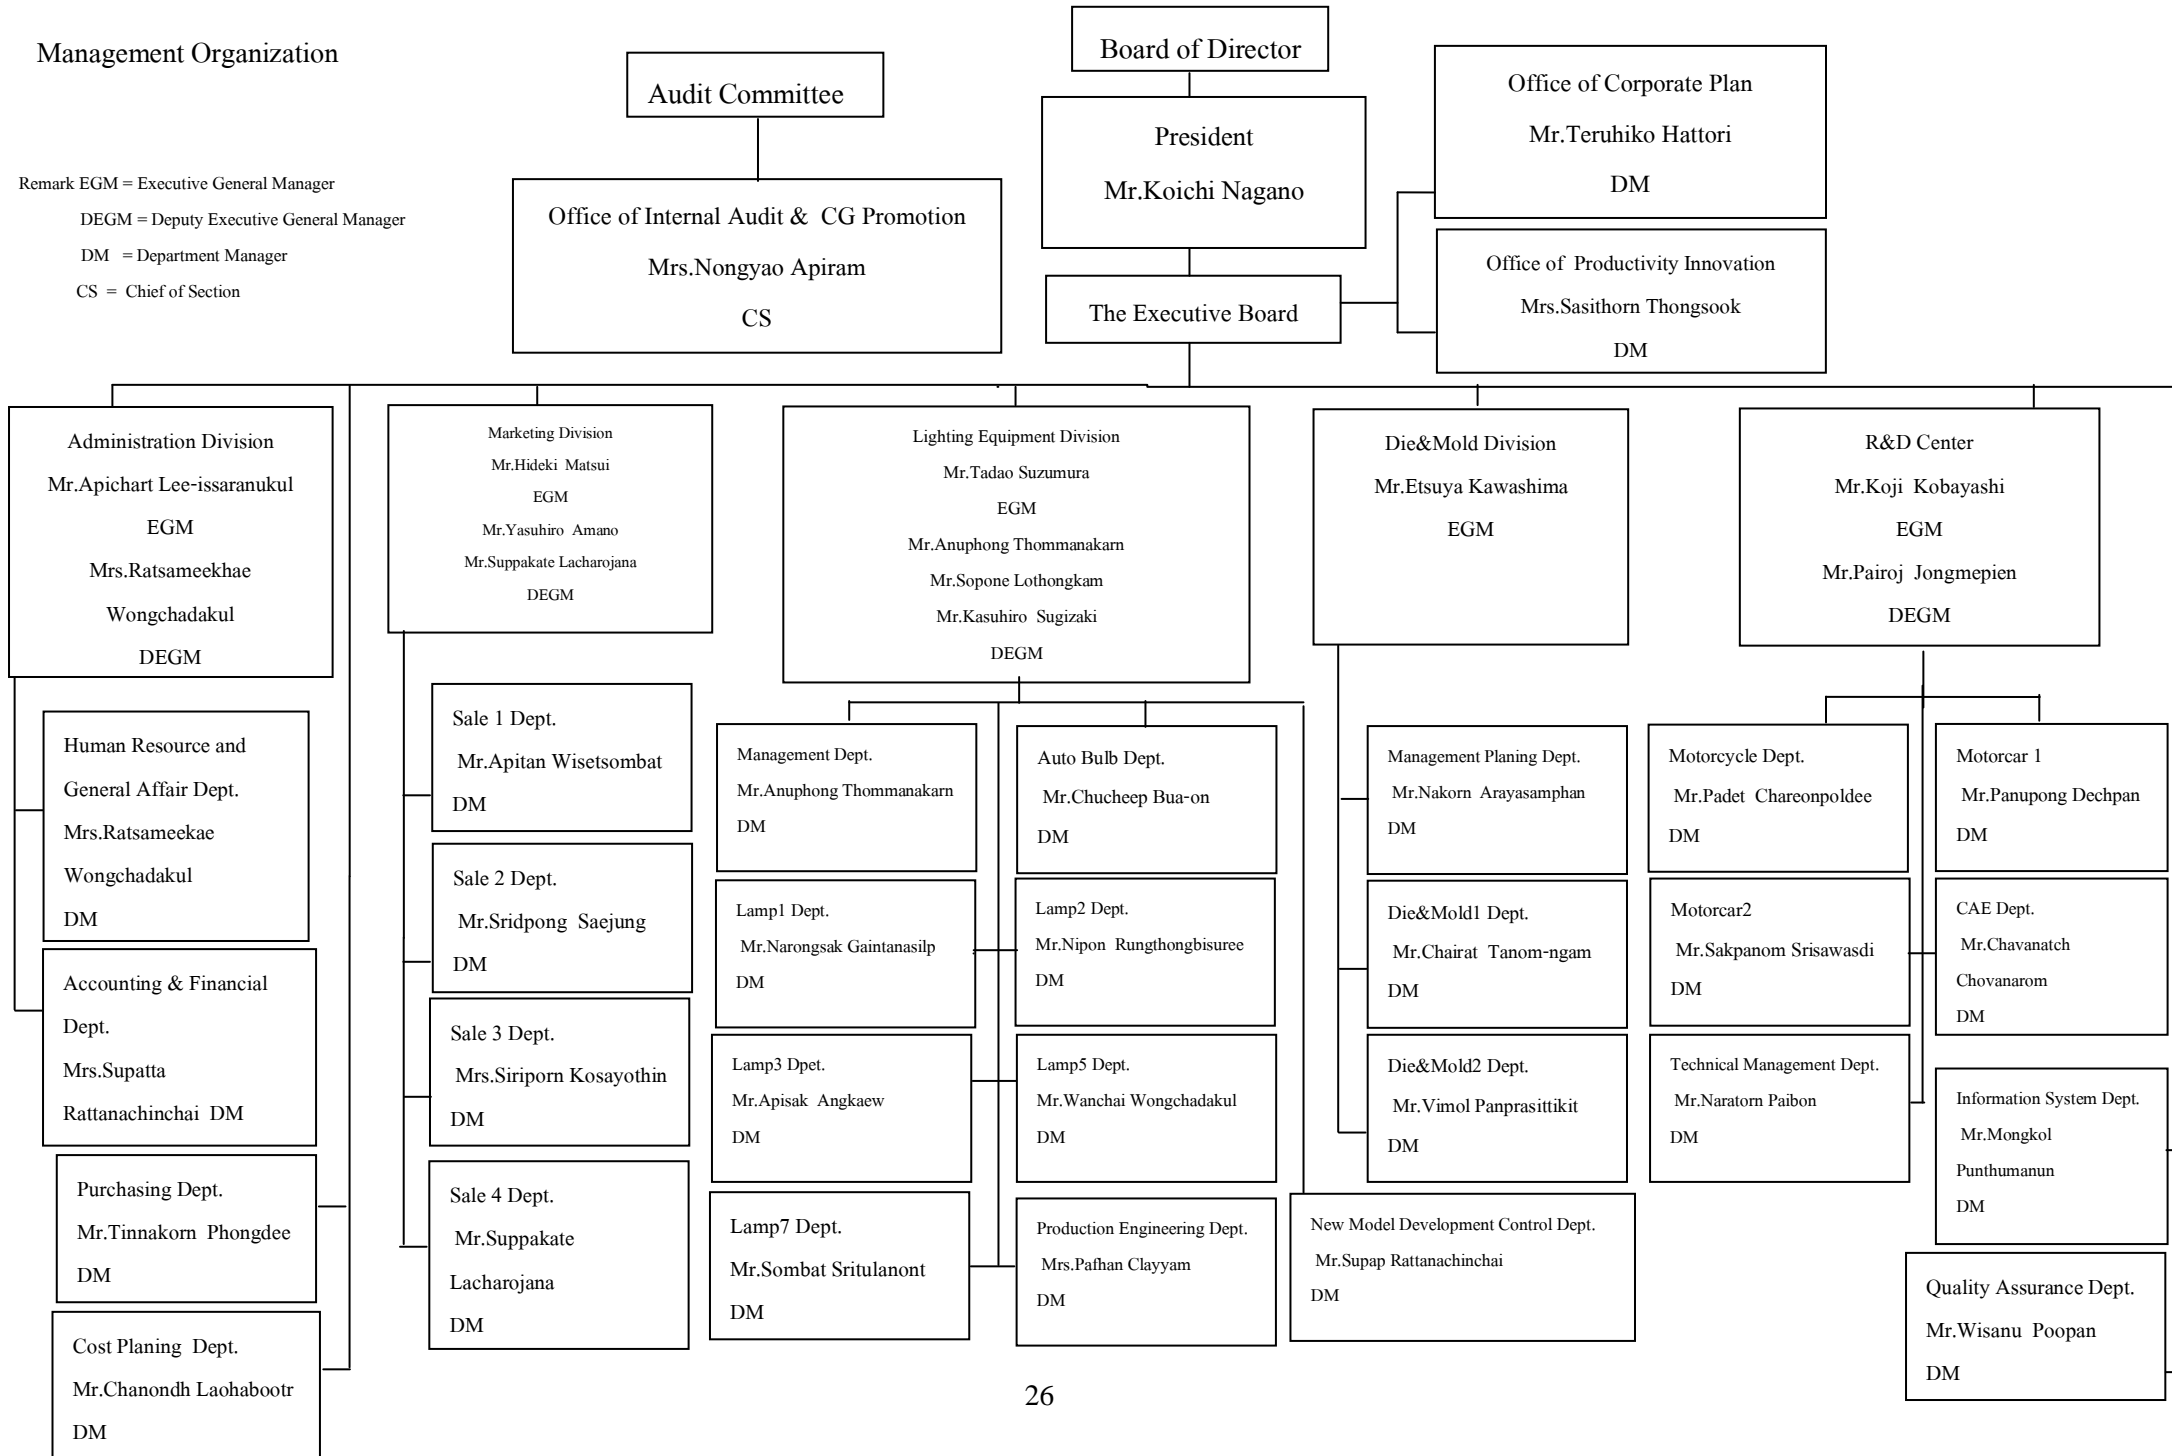 Management Organization
Board of Director
Audit Committee
President
Mr.Koichi Nagano
Office of Corporate Plan
Mr.Teruhiko Hattori
DM
Remark EGM = Executive General Manager
DEGM = Deputy Executive General Manager
DM = Department Manager
CS = Chief of Section
Office of Internal Audit & CG Promotion
Mrs.Nongyao Apiram
CS
The Executive Board
Office of Productivity Innovation
Mrs.Sasithorn Thongsook
DM
Administration Division
Mr.Apichart Lee-issaranukul
EGM
Mrs.Ratsameekhae
Wongchadakul
DEGM
Marketing Division
Mr.Hideki Matsui
EGM
Mr.Yasuhiro Amano
Mr.Suppakate Lacharojana
DEGM
Lighting Equipment Division
Mr.Tadao Suzumura
EGM
Mr.Anuphong Thommanakarn
Mr.Sopone Lothongkam
Mr.Kasuhiro Sugizaki
DEGM
Die&Mold Division
Mr.Etsuya Kawashima
EGM
R&D Center
Mr.Koji Kobayashi
EGM
Mr.Pairoj Jongmepien
DEGM
Human Resource and
General Affair Dept.
Mrs.Ratsameekae
Wongchadakul
DM
Accounting & Financial
Dept.
Mrs.Supatta
Rattanachinchai DM
Purchasing Dept.
Mr.Tinnakorn Phongdee
DM
Cost Planing Dept.
Mr.Chanondh Laohabootr
DM
Sale 1 Dept.
Mr.Apitan Wisetsombat
DM
Sale 2 Dept.
Mr.Sridpong Saejung
DM
Sale 3 Dept.
Mrs.Siriporn Kosayothin
DM
Sale 4 Dept.
Mr.Suppakate
Lacharojana
DM
Management Dept.
Mr.Anuphong Thommanakarn
DM
Auto Bulb Dept.
Mr.Chucheep Bua-on
DM
Lamp1 Dept.
Mr.Narongsak Gaintanasilp
DM
Lamp2 Dept.
Mr.Nipon Rungthongbisuree
DM
Lamp3 Dpet.
Mr.Apisak Angkaew
DM
Lamp5 Dept.
Mr.Wanchai Wongchadakul
DM
Lamp7 Dept.
Mr.Sombat Sritulanont
DM
Production Engineering Dept.
Mrs.Pafhan Clayyam
DM
New Model Development Control Dept.
Mr.Supap Rattanachinchai
DM
Management Planing Dept.
Mr.Nakorn Arayasamphan
DM
Die&Mold1 Dept.
Mr.Chairat Tanom-ngam
DM
Die&Mold2 Dept.
Mr.Vimol Panprasittikit
DM
Motorcycle Dept.
Mr.Padet Chareonpoldee
DM
Motorcar 1
Mr.Panupong Dechpan
DM
Motorcar2
Mr.Sakpanom Srisawasdi
DM
CAE Dept.
Mr.Chavanatch
Chovanarom
DM
Technical Management Dept.
Mr.Naratorn Paibon
DM
Information System Dept.
Mr.Mongkol
Punthumanun
DM
Quality Assurance Dept.
Mr.Wisanu Poopan
DM
26